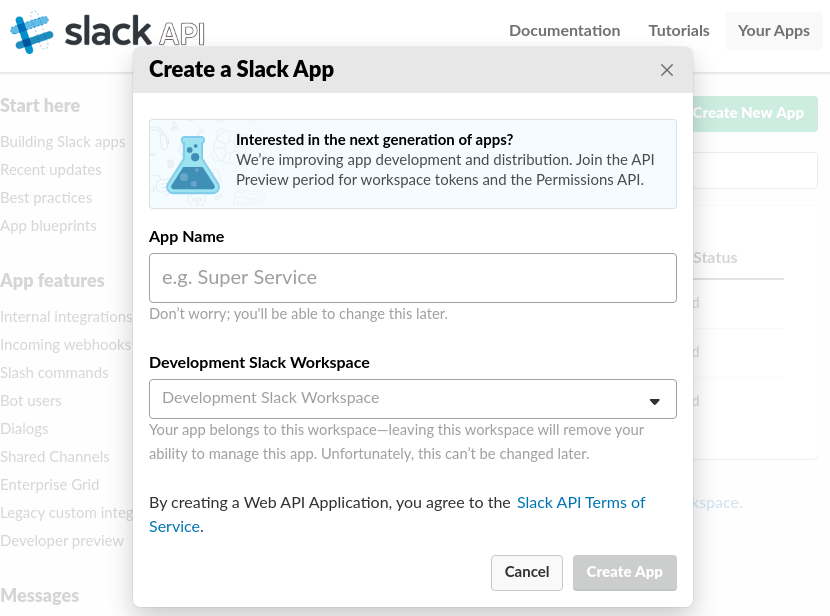 slack API
Documentation
Tutorials
Your Apps
Create a Slack App
Start here
Building Slack apps
Recent updates
Best practices
App blueprints
App features
Internal integrations
Incoming webhooks
Slash commands
Bot users
Dialogs
Shared Channels
Enterprise Grid
Legacy custom integ
Developer preview
Messages
Interested in the next generation of apps?
We're improving app development and distribution. Join the API
Preview period for workspace tokens and the Permissions API.
App Name
e.g. Super Service
Don't worry; you'll be able to change this later.
Development Slack Workspace
Development Slack Workspace
Your app belongs to this workspace—leaving this workspace will remove your
ability to manage this app. Unfortunately, this can't be changed later.
By creating a Web API Application, you agree to the Slack API Terms of
Service.
Cancel
Create App
Create New App
Status
d
d
d
kspace.